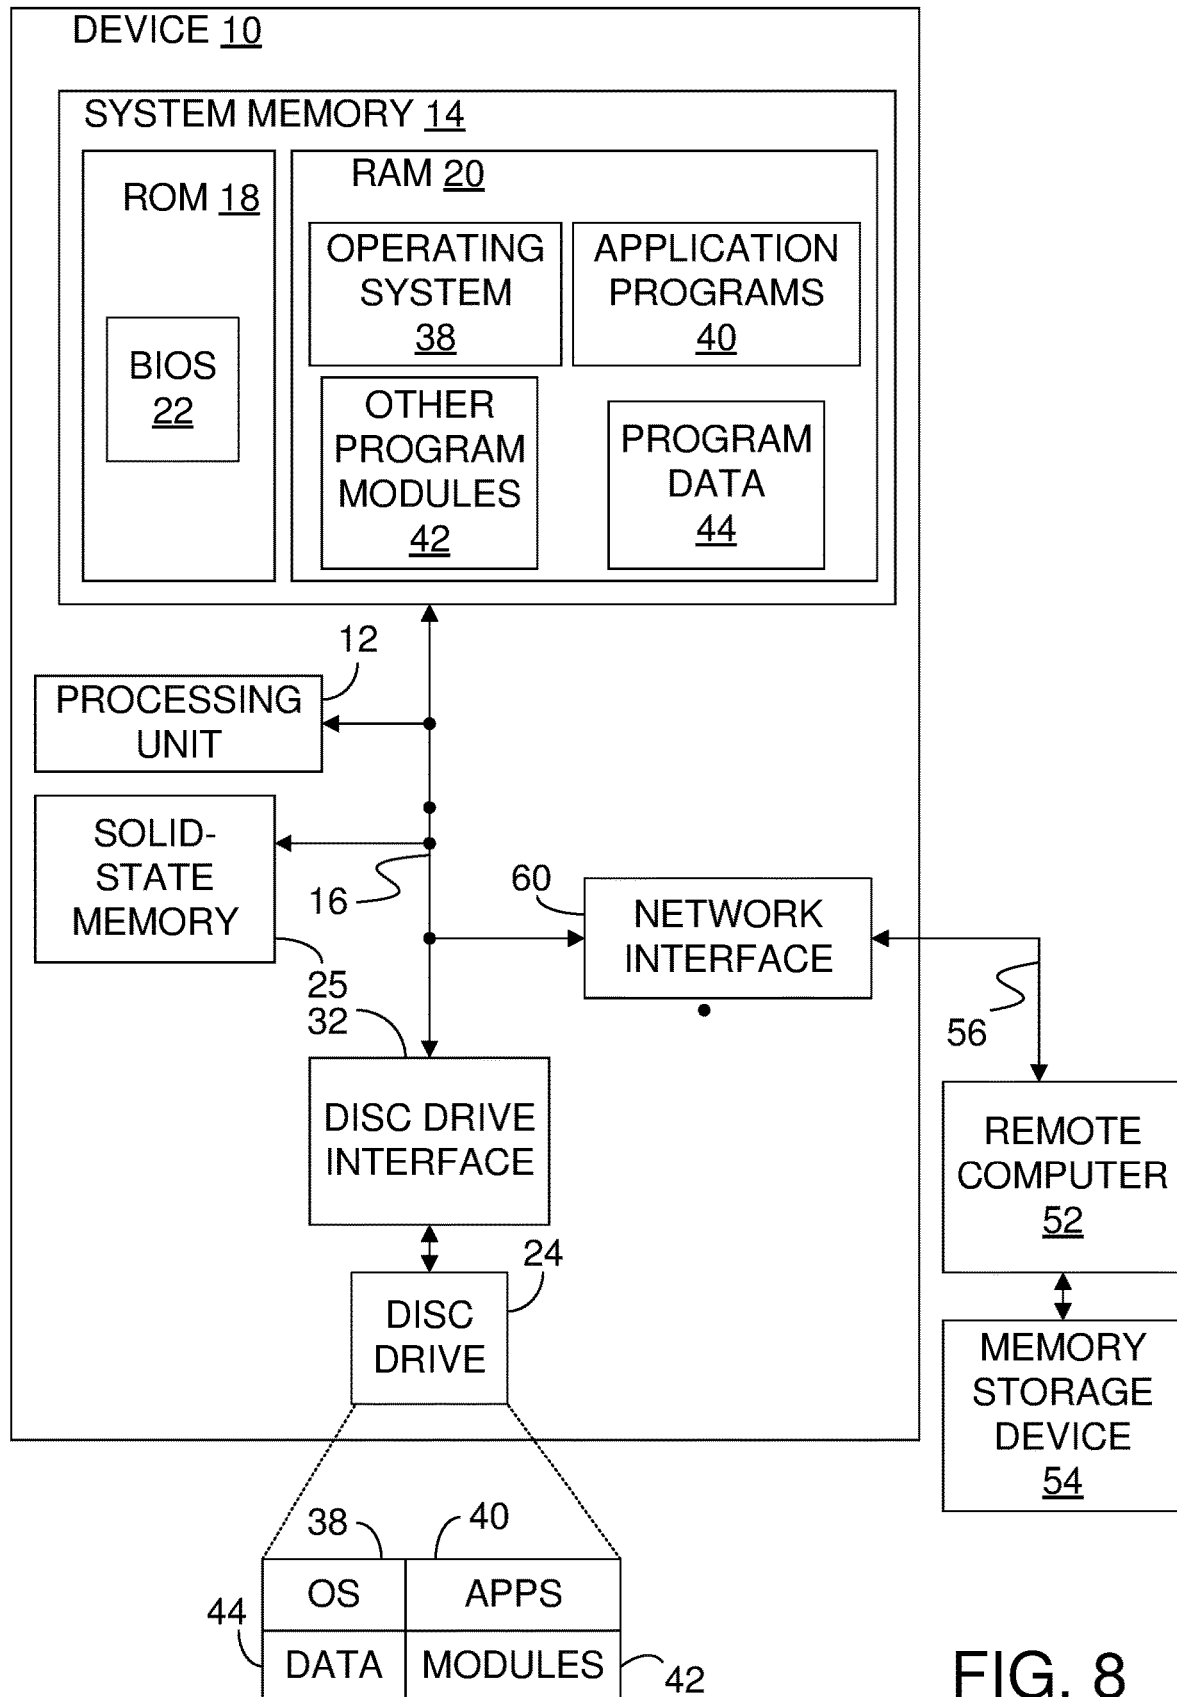 DEVICE 10
SYSTEM MEMORY 14
ROM 18
BIOS
22
RAM 20
OPERATING
SYSTEM
38
APPLICATION
PROGRAMS
40
OTHER
PROGRAM
MODULES
42
PROGRAM
DATA
44
12
PROCESSING
UNIT
SOLID-
STATE
MEMORY
25
16
60
NETWORK
INTERFACE
56
32
DISC DRIVE
INTERFACE
24
DISC
DRIVE
REMOTE
COMPUTER
52
MEMORY
STORAGE
DEVICE
54
38
40
OS
APPS
44
DATA
MODULES
42
FIG. 8